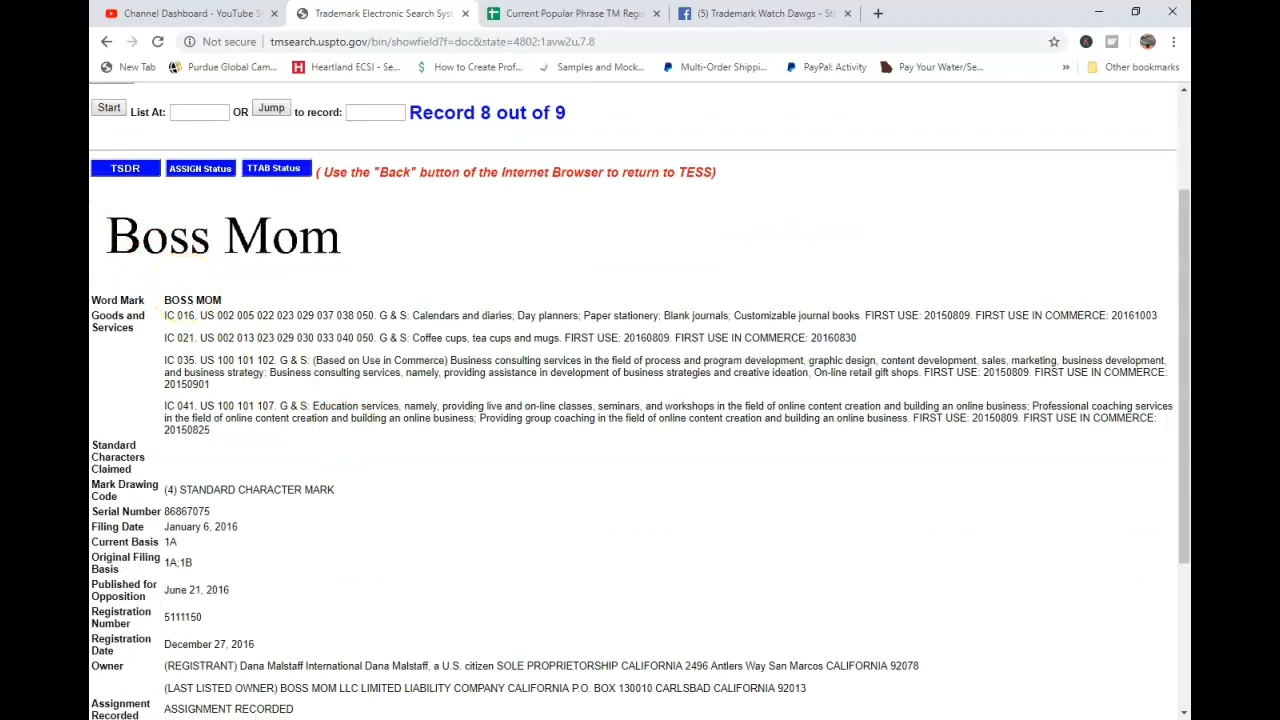 Channel Dashboard - YouTube St
Trademark Electronic Search Sys
Current Popular Phrase TM Regi
(5) Trademark Watch Dawgs - St
Not secure | tmsearch.uspto.gov/bin/showfield?f=doc&state=4802:1avw2u.7.8
New Tab
Purdue Global Cam...
Heartland ECSI - Se...
How to Create Prof...
Samples and Mock...
Multi-Order Shippi...
PayPak Activity
Pay Your Water/Se...
»
Other bookmarks
Start List At: OR Jump to record: Record 8 out of 9
TSDR ASSIGN Status TTAB Status ( Use the "Back" button of the Internet Browser to return to TESS)
Boss Mom
Word Mark BOSS MOM
Goods and Services IC 016. US 002 005 022 023 029 037 038 050. G & S: Calendars and diaries; Day planners; Paper stationery; Blank journals; Customizable journal books. FIRST USE: 20150809. FIRST USE IN COMMERCE: 20161003
IC 021. US 002 013 023 029 030 033 040 050. G & S: Coffee cups, tea cups and mugs. FIRST USE: 20160809. FIRST USE IN COMMERCE: 20160830
IC 035. US 100 101 102. G & S: (Based on Use in Commerce) Business consulting services in the field of process and program development, graphic design, content development, sales, marketing, business development,
and business strategy; Business consulting services, namely, providing assistance in development of business strategies and creative ideation, On-line retail gift shops. FIRST USE: 20150809. FIRST USE IN COMMERCE:
20150901
IC 041. US 100 101 107. G & S: Education services, namely, providing live and on-line classes, seminars, and workshops in the field of online content creation and building an online business; Professional coaching services
in the field of online content creation and building an online business; Providing group coaching in the field of online content creation and building an online business. FIRST USE: 20150809. FIRST USE IN COMMERCE:
20150825
Standard
Characters
Claimed
Mark Drawing
Code
(4) STANDARD CHARACTER MARK
Serial Number 86867075
Filing Date January 6, 2016
Current Basis 1A
Original Filing
Basis
1A;1B
Published for
Opposition
June 21, 2016
Registration
Number
5111150
Registration
Date
December 27, 2016
Owner (REGISTRANT) Dana Malstaff International Dana Malstaff, a U.S. citizen SOLE PROPRIETORSHIP CALIFORNIA 2496 Antlers Way San Marcos CALIFORNIA 92078
(LAST LISTED OWNER) BOSS MOM LLC LIMITED LIABILITY COMPANY CALIFORNIA P.O. BOX 130010 CARLSBAD CALIFORNIA 92013
Assignment
Recorded
ASSIGNMENT RECORDED